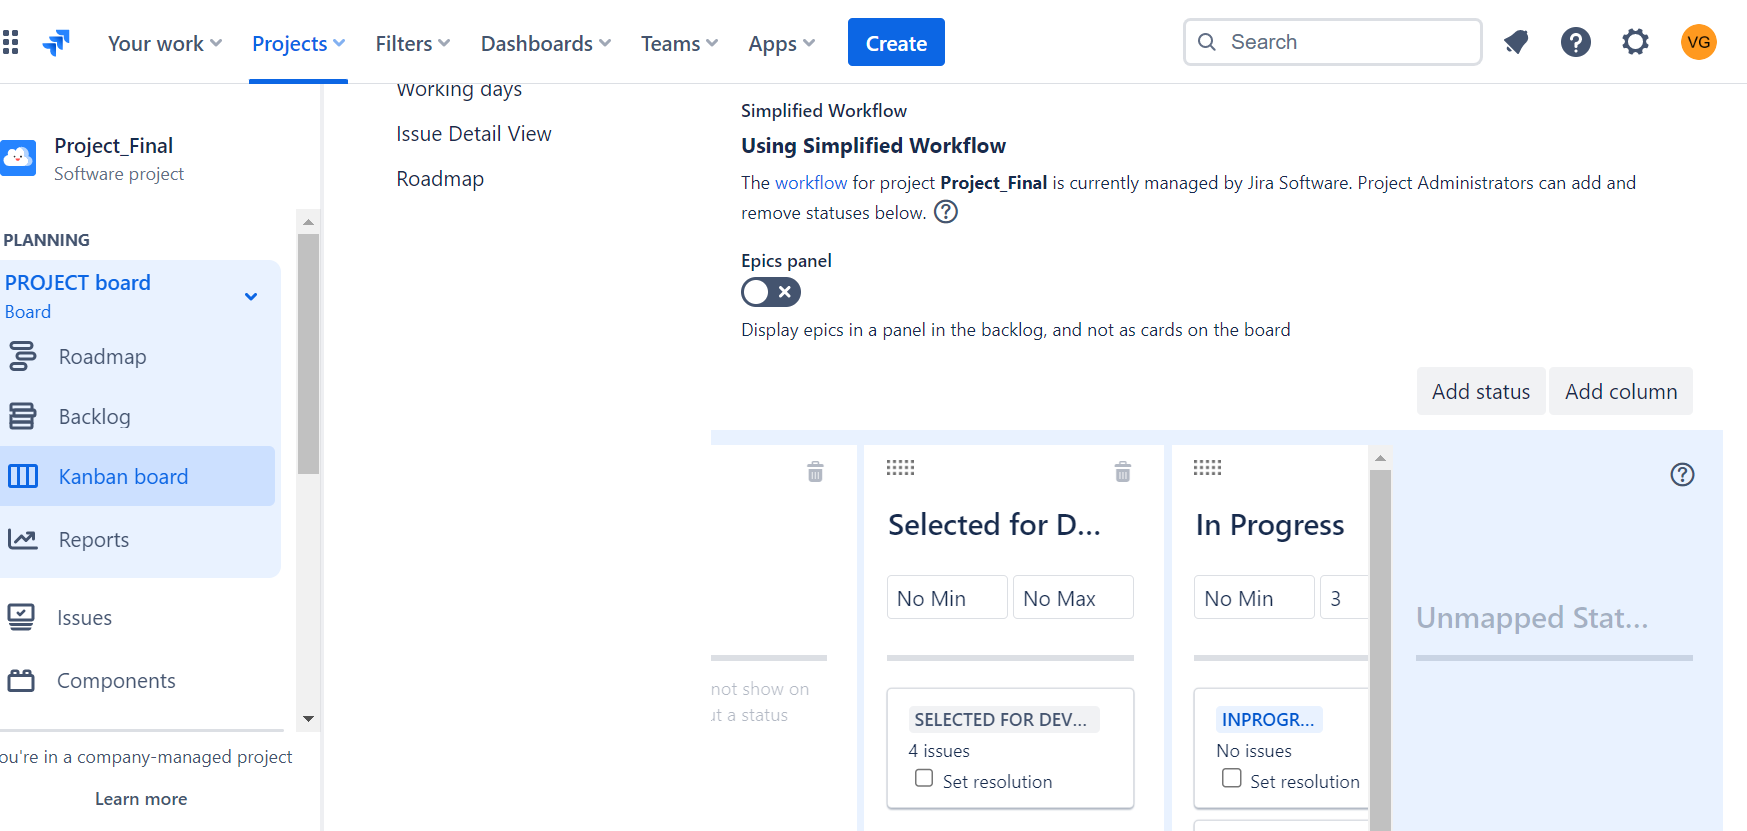 Your work
Projects
Filters
Dashboards
Teams
Apps
Create
Search
VG
Project_Final
Software project
PLANNING
PROJECT board
Board
Roadmap
Backlog
Kanban board
Reports
Issues
Components
ou're in a company-managed project
Learn more
Working days
Issue Detail View
Roadmap
Simplified Workflow
Using Simplified Workflow
The workflow for project Project_Final is currently managed by Jira Software. Project Administrators can add and
remove statuses below.
Epics panel
Display epics in a panel in the backlog, and not as cards on the board
Add status
Add column
not show on
ut a status
Selected for D...
No Min
No Max
SELECTED FOR DEV...
4 issues
Set resolution
In Progress
No Min
3
INPROGR...
No issues
Set resolution
Unmapped Stat...